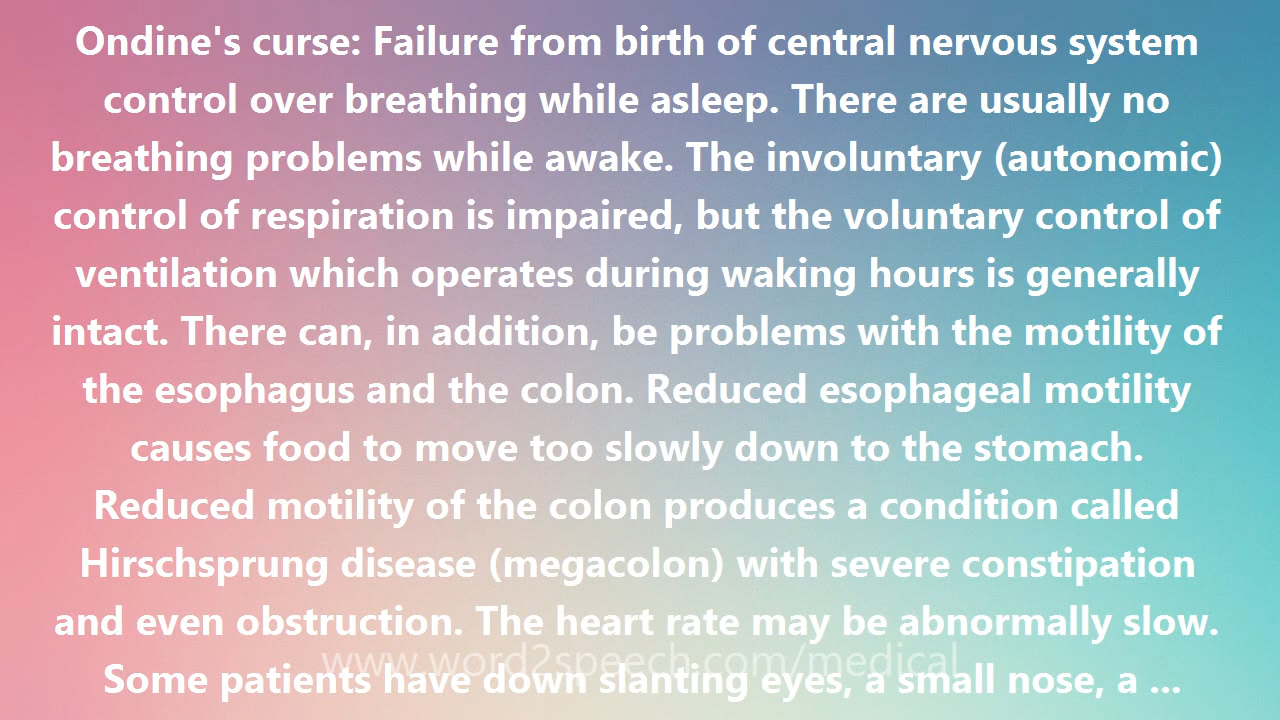 Ondine's curse: Failure from birth of central nervous system
control over breathing while asleep. There are usually no
breathing problems while awake. The involuntary (autonomic)
control of respiration is impaired, but the voluntary control of
ventilation which operates during waking hours is generally
intact. There can, in addition, be problems with the motility of
the esophagus and the colon. Reduced esophageal motility
causes food to move too slowly down to the stomach.
Reduced motility of the colon produces a condition called
Hirschsprung disease (megacolon) with severe constipation
and even obstruction. The heart rate may be abnormally slow.
www.word2speech.com/medical
Some patients have down slanting eyes, a small nose, a ...